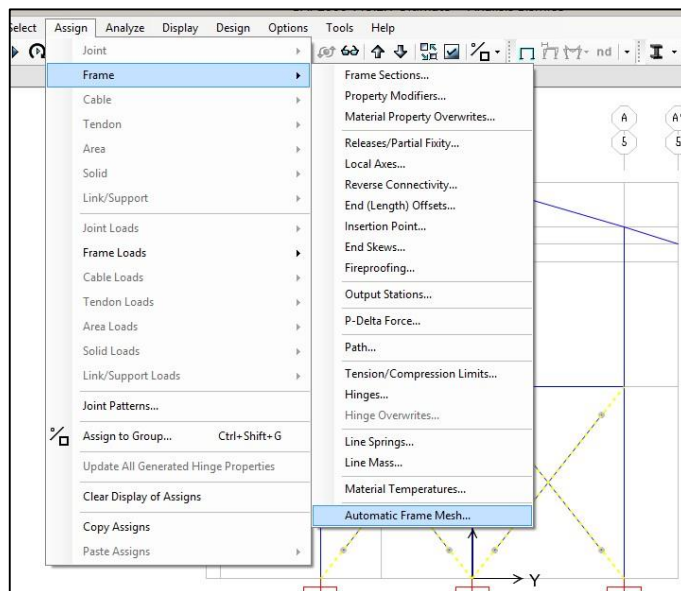 Select Assign Analyze Display Design Options Tools Help
nd
Joint
Frame
Cable
Tendon
Area
Solid
Link/Support
Joint Loads
Frame Loads
Cable Loads
Tendon Loads
Area Loads
Solid Loads
Link/Support Loads
Joint Patterns...
Assign to Group... Ctrl+Shift+G
Update All Generated Hinge Properties
Clear Display of Assigns
Copy Assigns
Paste Assigns
Frame Sections...
Property Modifiers...
Material Property Overwrites...
Releases/Partial Fixity...
Local Axes...
Reverse Connectivity...
End (Length) Offsets...
Insertion Point...
End Skews...
Fireproofing...
Output Stations...
P-Delta Force...
Path...
Tension/Compression Limits...
Hinges...
Hinge Overwrites...
Line Springs...
Line Mass...
Material Temperatures...
Automatic Frame Mesh...
A A'
5 5
Y